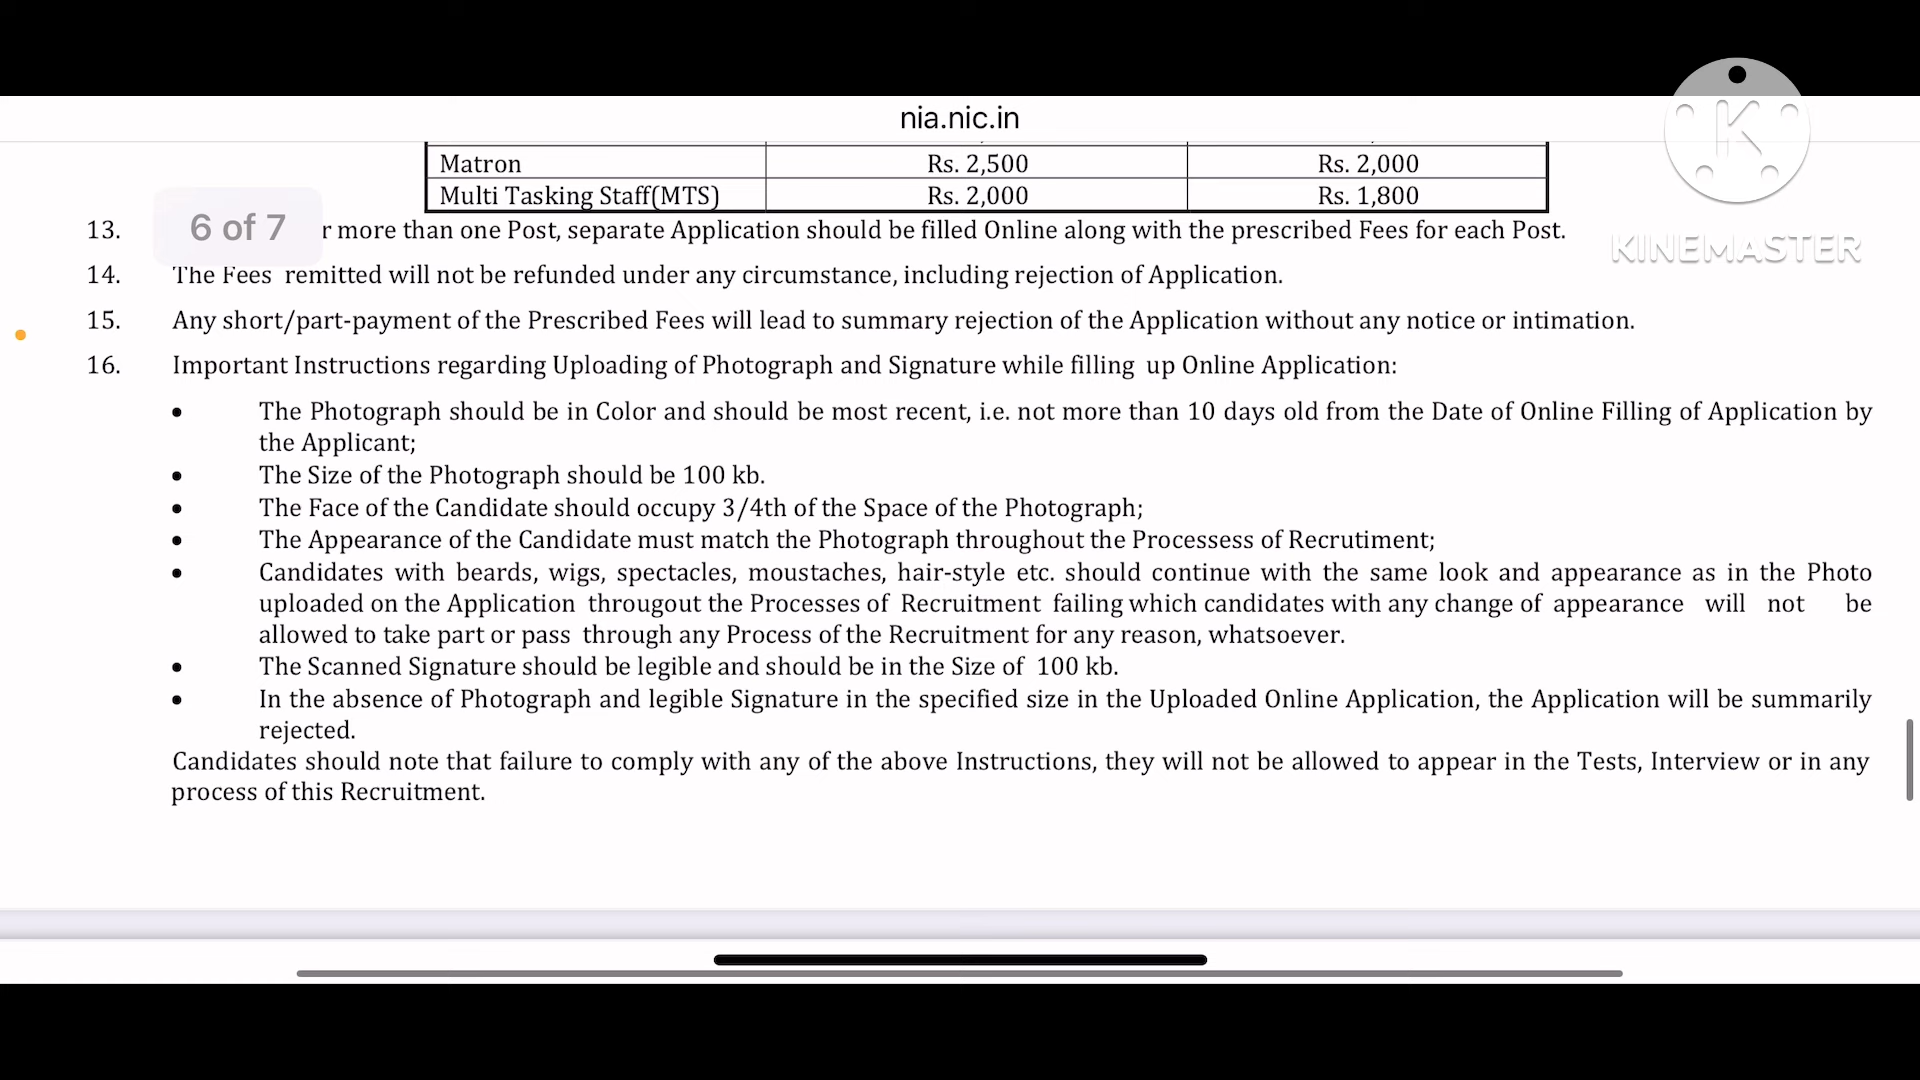 nia.nic.in
KINEMASTER
Matron Rs. 2,500 Rs. 2,000
Multi Tasking Staff(MTS) Rs. 2,000 Rs. 1,800
6 of 7
13. r more than one Post, separate Application should be filled Online along with the prescribed Fees for each Post.
14. The Fees remitted will not be refunded under any circumstance, including rejection of Application.
15. Any short/part-payment of the Prescribed Fees will lead to summary rejection of the Application without any notice or intimation.
16. Important Instructions regarding Uploading of Photograph and Signature while filling up Online Application:
• The Photograph should be in Color and should be most recent, i.e. not more than 10 days old from the Date of Online Filling of Application by
the Applicant;
• The Size of the Photograph should be 100 kb.
• The Face of the Candidate should occupy 3/4th of the Space of the Photograph;
• The Appearance of the Candidate must match the Photograph throughout the Processess of Recrutiment;
• Candidates with beards, wigs, spectacles, moustaches, hair-style etc. should continue with the same look and appearance as in the Photo
uploaded on the Application througout the Processes of Recruitment failing which candidates with any change of appearance will not be
allowed to take part or pass through any Process of the Recruitment for any reason, whatsoever.
• The Scanned Signature should be legible and should be in the Size of 100 kb.
• In the absence of Photograph and legible Signature in the specified size in the Uploaded Online Application, the Application will be summarily
rejected.
Candidates should note that failure to comply with any of the above Instructions, they will not be allowed to appear in the Tests, Interview or in any
process of this Recruitment.